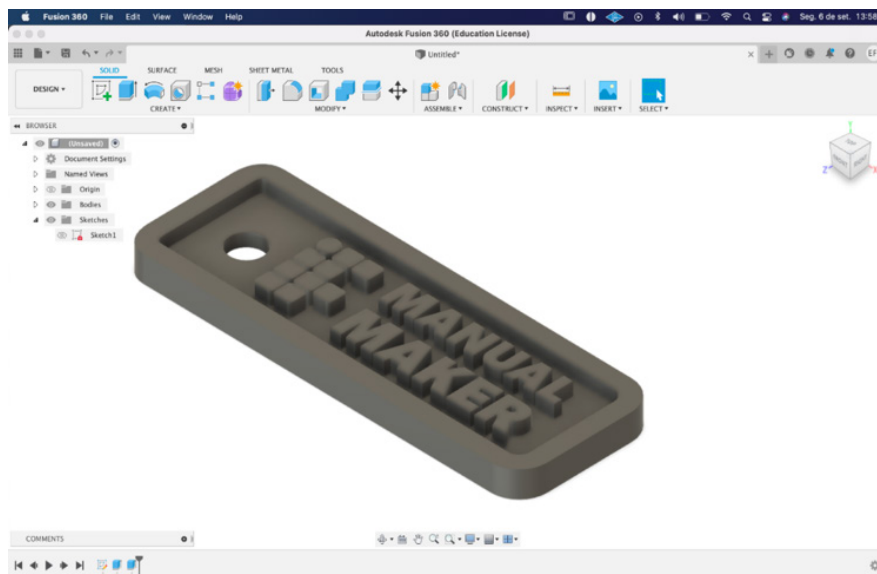 Fusion 360 File Edit View Window Help Seg. 6 de set. 13:58
Autodesk Fusion 360 (Education License)
Untitled*
EF
SOLID SURFACE MESH SHEET METAL TOOLS
DESIGN
CREATE MODIFY ASSEMBLE CONSTRUCT INSPECT INSERT SELECT
BROWSER
(Unsaved)
Document Settings
Named Views
Origin
Bodies
Sketches
Sketch1
Y
Z
X
MANUAL
MAKER
COMMENTS